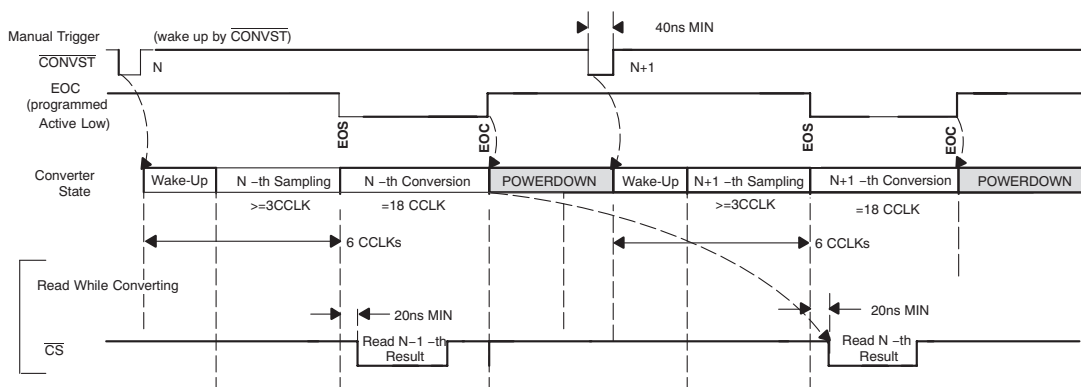 40ns MIN
Manual Trigger (wake up by CONVST)
CONVST N N+1
EOC
(programmed
Active Low)
EOS EOC EOS EOC
Converter
State
Wake-Up N −th Sampling N −th Conversion POWERDOWN Wake-Up N+1 −th Sampling N+1 −th Conversion POWERDOWN
>=3CCLK =18 CCLK >=3CCLK =18 CCLK
6 CCLKs 6 CCLKs
Read While Converting
20ns MIN 20ns MIN
CS
Read N−1 −th
Result
Read N −th
Result